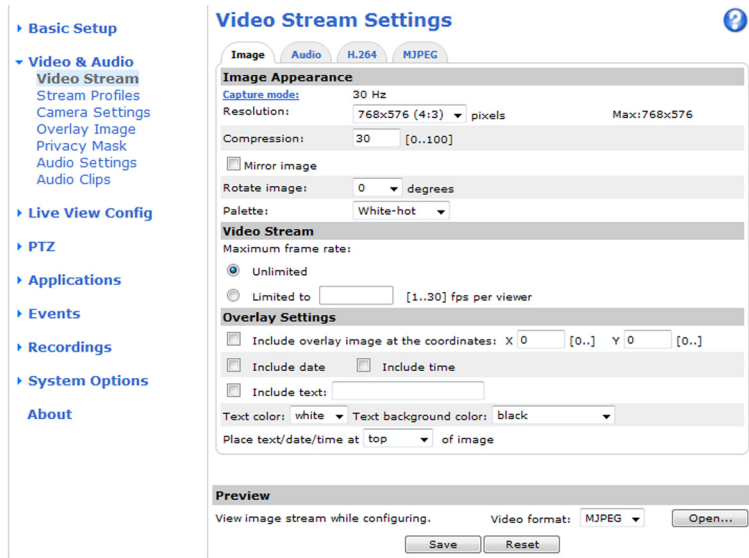 Basic Setup
Video & Audio
Video Stream
Stream Profiles
Camera Settings
Overlay Image
Privacy Mask
Audio Settings
Audio Clips
Live View Config
PTZ
Applications
Events
Recordings
System Options
About
Video Stream Settings
?
Image Audio H.264 MJPEG
Image Appearance
Capture mode: 30 Hz
Resolution: 768x576 (4:3) pixels Max:768x576
Compression: 30 [0..100]
Mirror image
Rotate image: 0 degrees
Palette: White-hot
Video Stream
Maximum frame rate:
Unlimited
Limited to [1..30] fps per viewer
Overlay Settings
Include overlay image at the coordinates: X 0 [0..] Y 0 [0..]
Include date Include time
Include text:
Text color: white Text background color: black
Place text/date/time at top of image
Preview
View image stream while configuring. Video format: MJPEG Open...
Save Reset